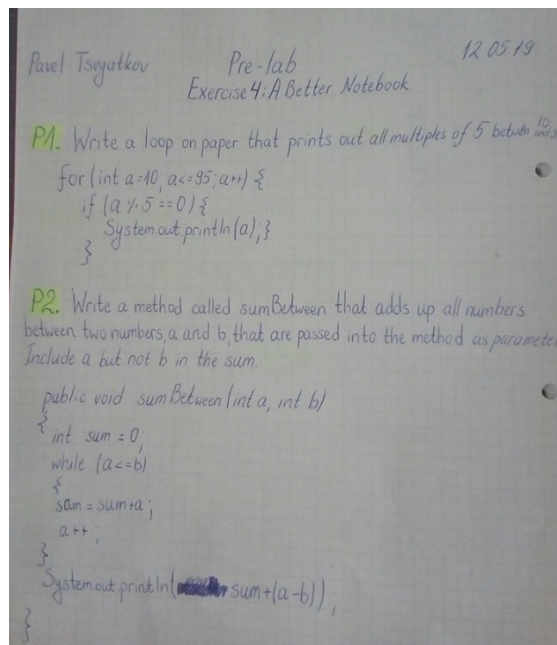 Pavel Tsvyatkov
Pre-lab
12 05 19
Exercise 4: A Better Notebook
P1. Write a loop on paper that prints out all multiples of 5 between 10
for (int a=10; a<=95; a++) {
if (a % 5 == 0) {
System.out.println(a); }
}
P2. Write a method called sumBetween that adds up all numbers
between two numbers, a and b, that are passed into the method as paramete
Include a but not b in the sum.
public void sumBetween (int a, int b)
{
int sum = 0;
while (a<=b)
{
sum = sum+a;
a++;
}
System.out.println( sum+(a-b));
}